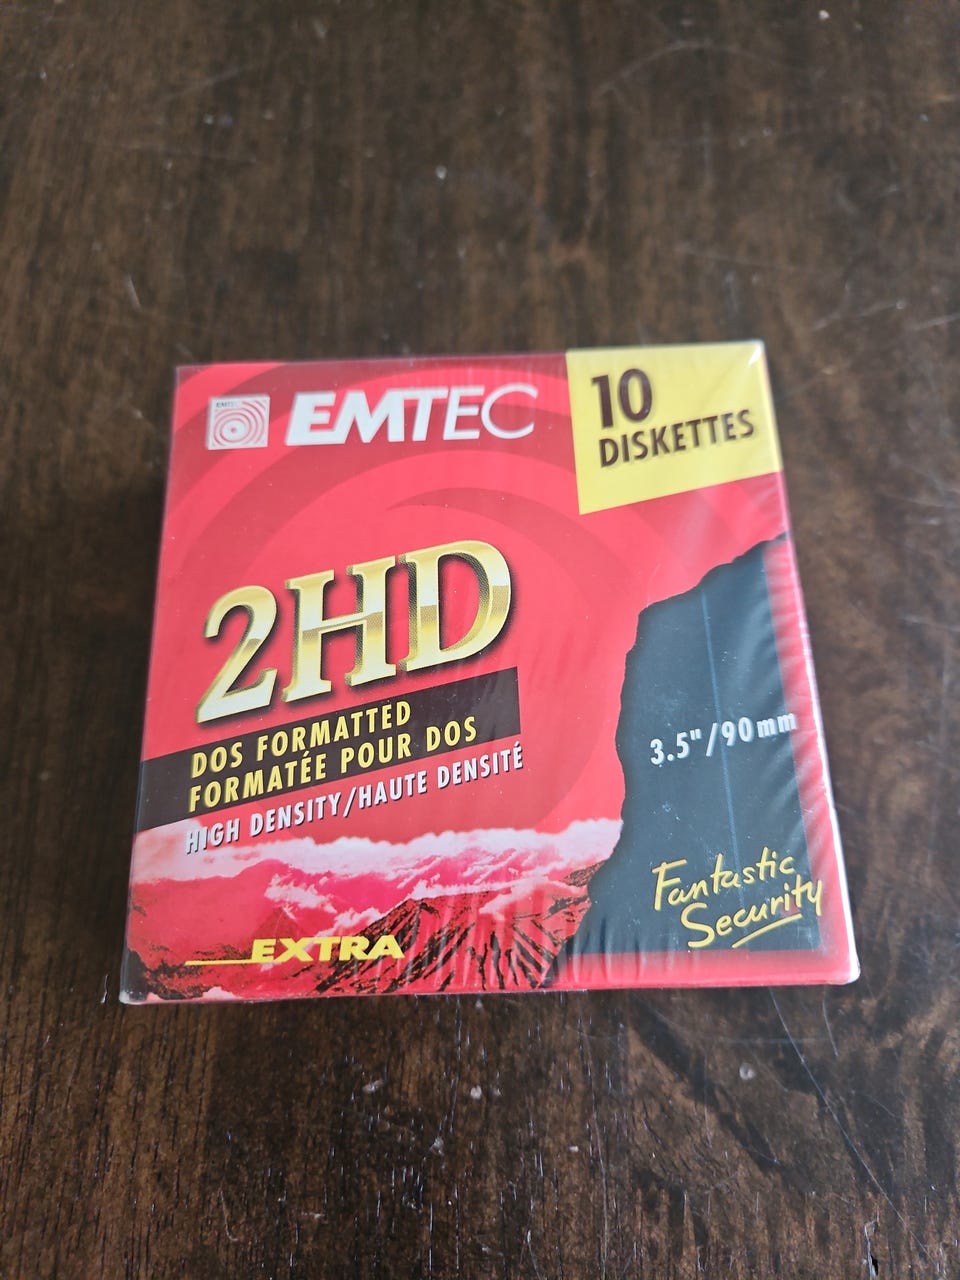 EMTEC
EMTEC
10
DISKETTES
2HD
DOS FORMATTED
FORMATÉE POUR DOS
HIGH DENSITY/HAUTE DENSITÉ
3.5"/90mm
Fantastic
Security
EXTRA